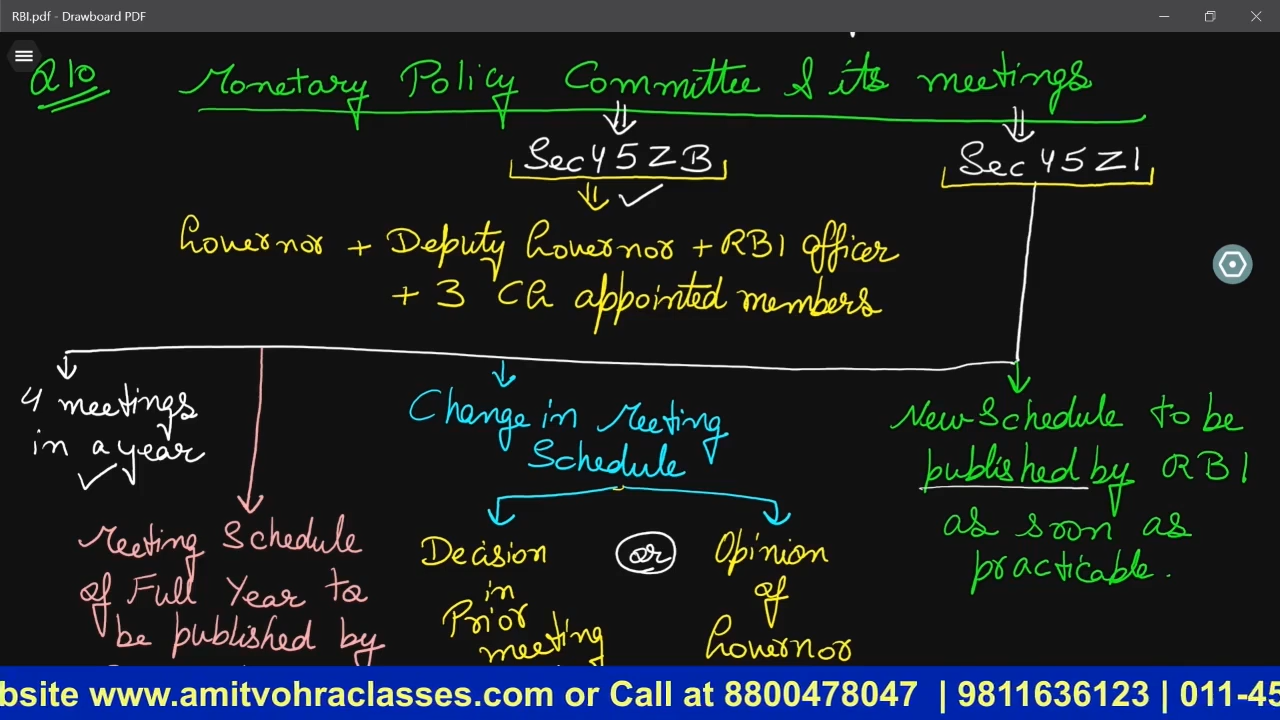 RBI.pdf - Drawboard PDF
Q10 Monetary Policy Committee & its meetings
Sec 45ZB
Sec 45ZI
Governor + Deputy Governor + RBI officer
+ 3 CG appointed members
4 meetings
in a year
Meeting Schedule
of Full Year to
be published by
Change in Meeting
Schedule
Decision
in
Prior
meeting
or
Opinion
of
Governor
New Schedule to be
published by RBI
as soon as
practicable.
bsite www.amitvohraclasses.com or Call at 8800478047 | 9811636123 | 011-45